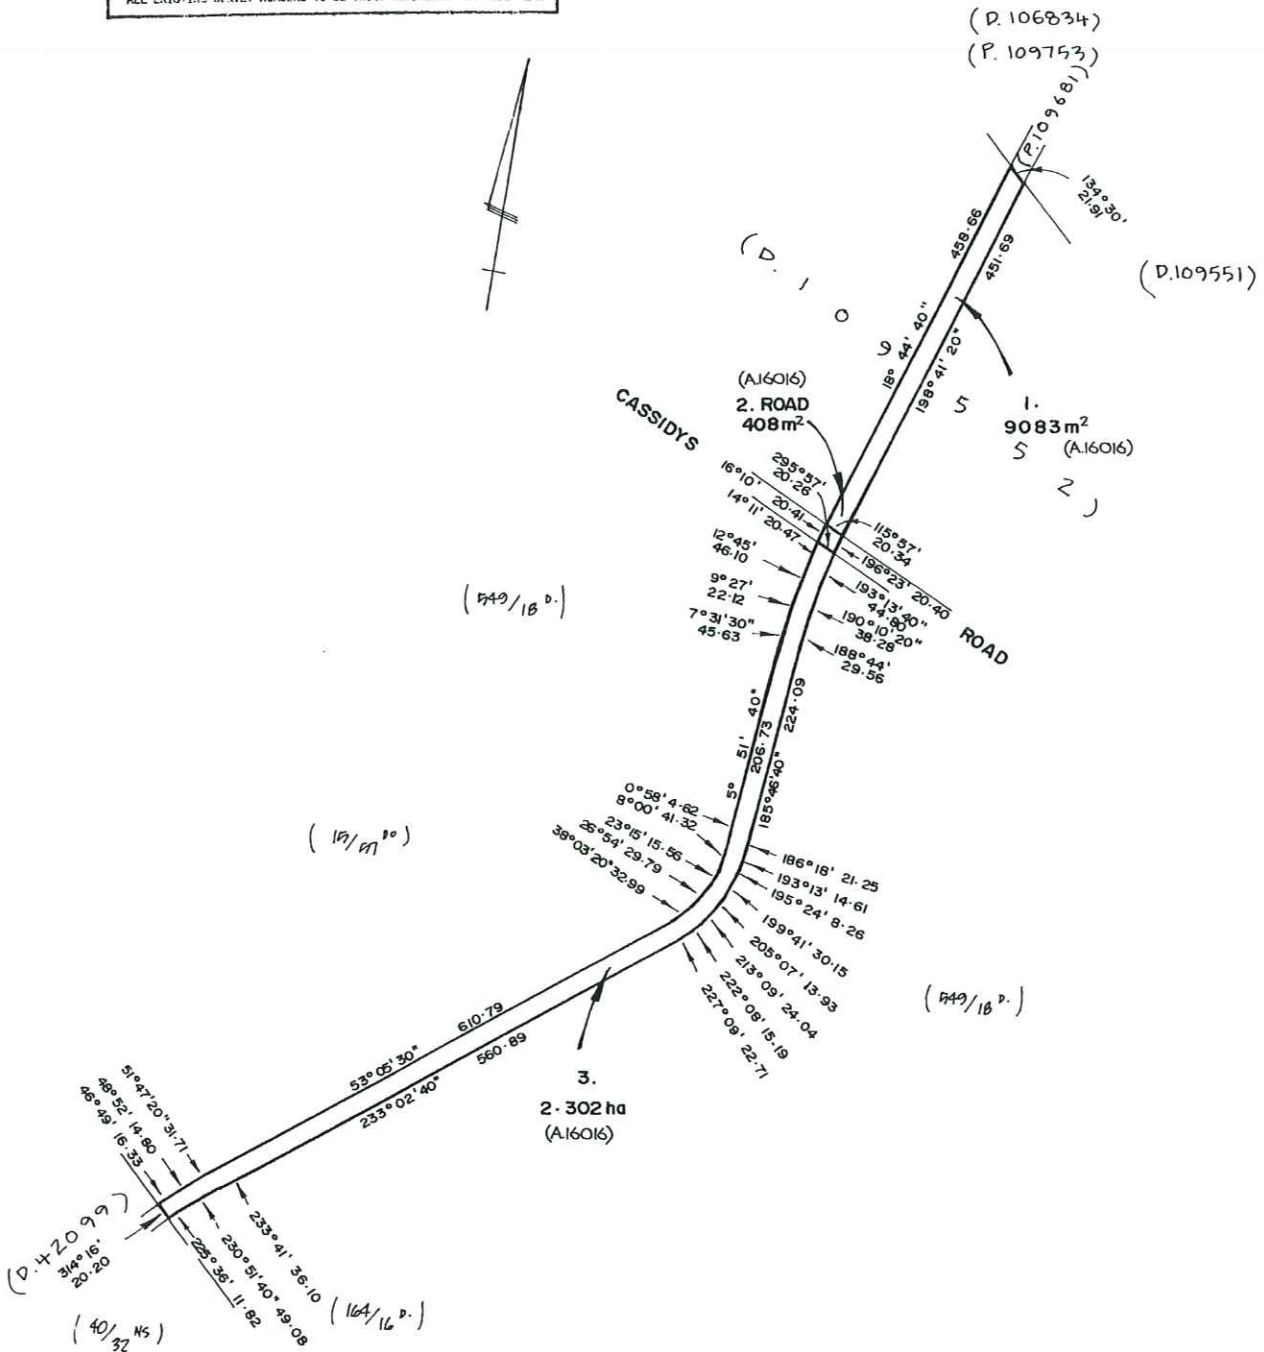 (D. 106834)
(P. 109753)
(P. 109681)
134°30'
21.91
(D.109551)
458.66
451.69
18° 44' 40"
198° 41' 20"
(D. 109552)
1.
9083m²
(A.16016)
(A.16016)
2. ROAD
408m²
CASSIDYS
ROAD
295°57'
20.26
16°10' 20.41
14°11' 20.47
12°45'
46.10
9°27'
22.12
7°31'30"
45.63
115°57'
20.34
196°23' 20.40
193°13'40"
44.80
190°10'20"
38.28
188°44'
29.56
(549/18 D.)
5° 51' 40"
206.73
224.09
185°46'40"
0°58' 4.62
8°00' 41.32
23°15' 15.56
26°54' 29.79
38°03'20" 32.99
(15/57 DO)
186°18' 21.25
193°13' 14.61
195°24' 8.26
199°41' 30.15
205°07' 13.93
213°09' 24.04
222°08' 15.19
227°09' 22.71
(549/18 D.)
610.79
53°05'30"
560.89
233°02'40"
3.
2.302 ha
(A.16016)
51°47'20" 31.71
48°52' 14.80
46°49' 16.33
(D.42099)
314°16'
20.20
233°41' 36.10
230°51'40" 49.08
225°36' 11.82
(164/16 D.)
(40/32 NS)